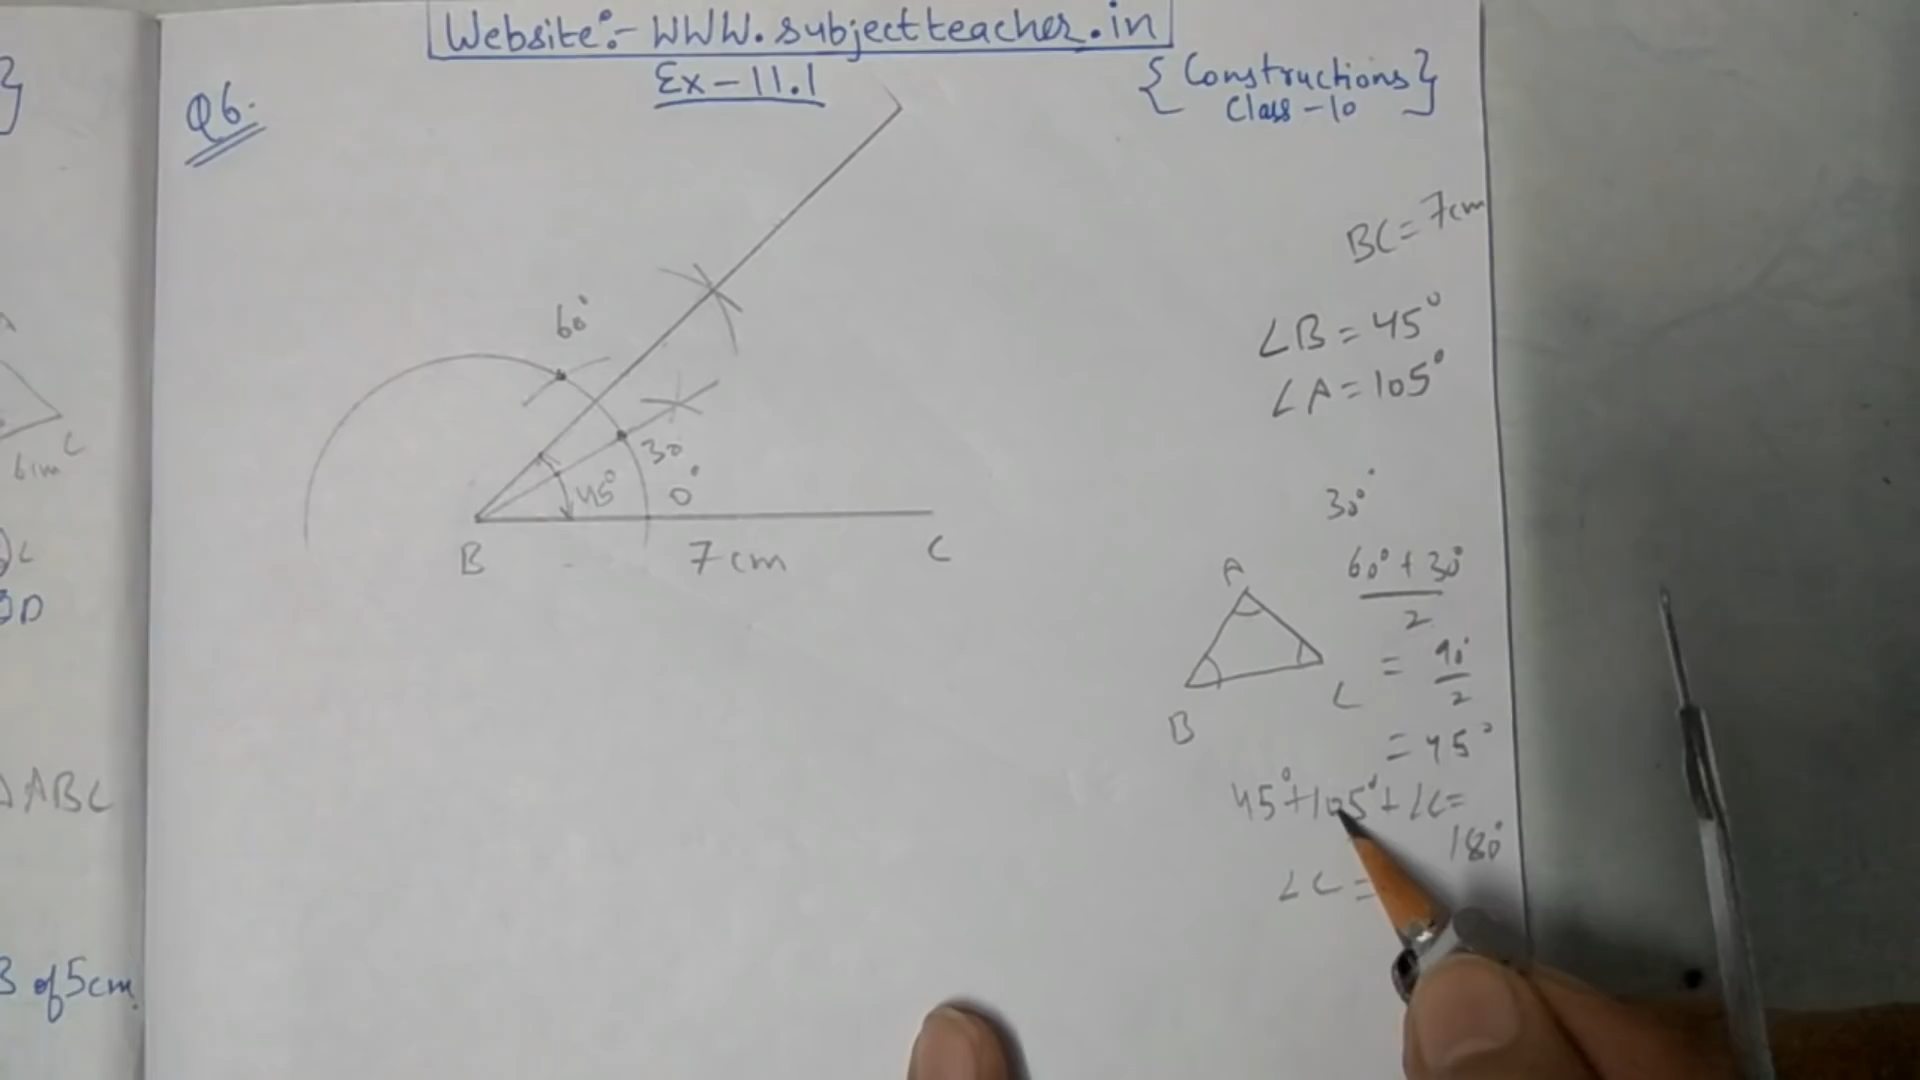 Website:- WWW.subjectteacher.in
Ex-11.1
{ Constructions }
Class-10
Q6.
BC = 7cm
∠B = 45°
∠A = 105°
60°
30
45°
0°
B
7cm
C
30°
60° + 30°
2
= 90°
2
= 45°
A
B
C
45° + 105° + ∠C =
180°
∠C =
6cm
C
ABC
of 5cm.